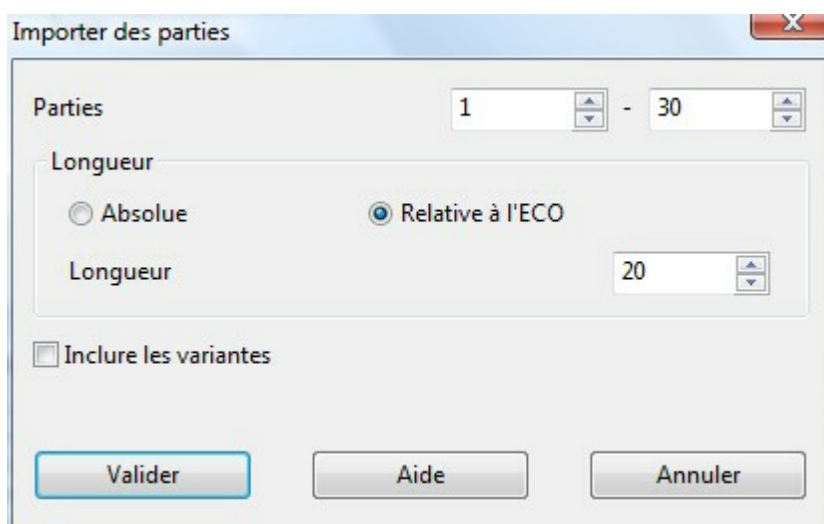 Importer des parties
Parties 1 - 30
Longueur
Absolue Relative à l'ECO
Longueur 20
Inclure les variantes
Valider Aide Annuler